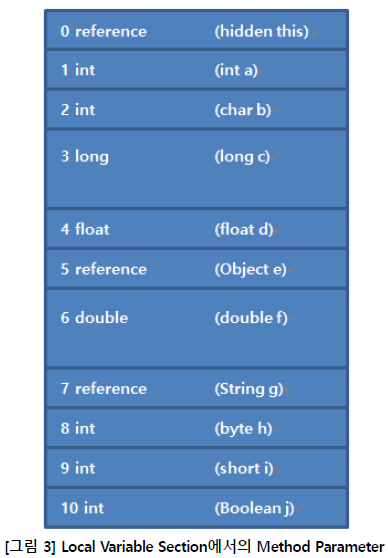 0 reference (hidden this)
1 int (int a)
2 int (char b)
3 long (long c)
4 float (float d)
5 reference (Object e)
6 double (double f)
7 reference (String g)
8 int (byte h)
9 int (short i)
10 int (Boolean j)
[그림 3] Local Variable Section에서의 Method Parameter